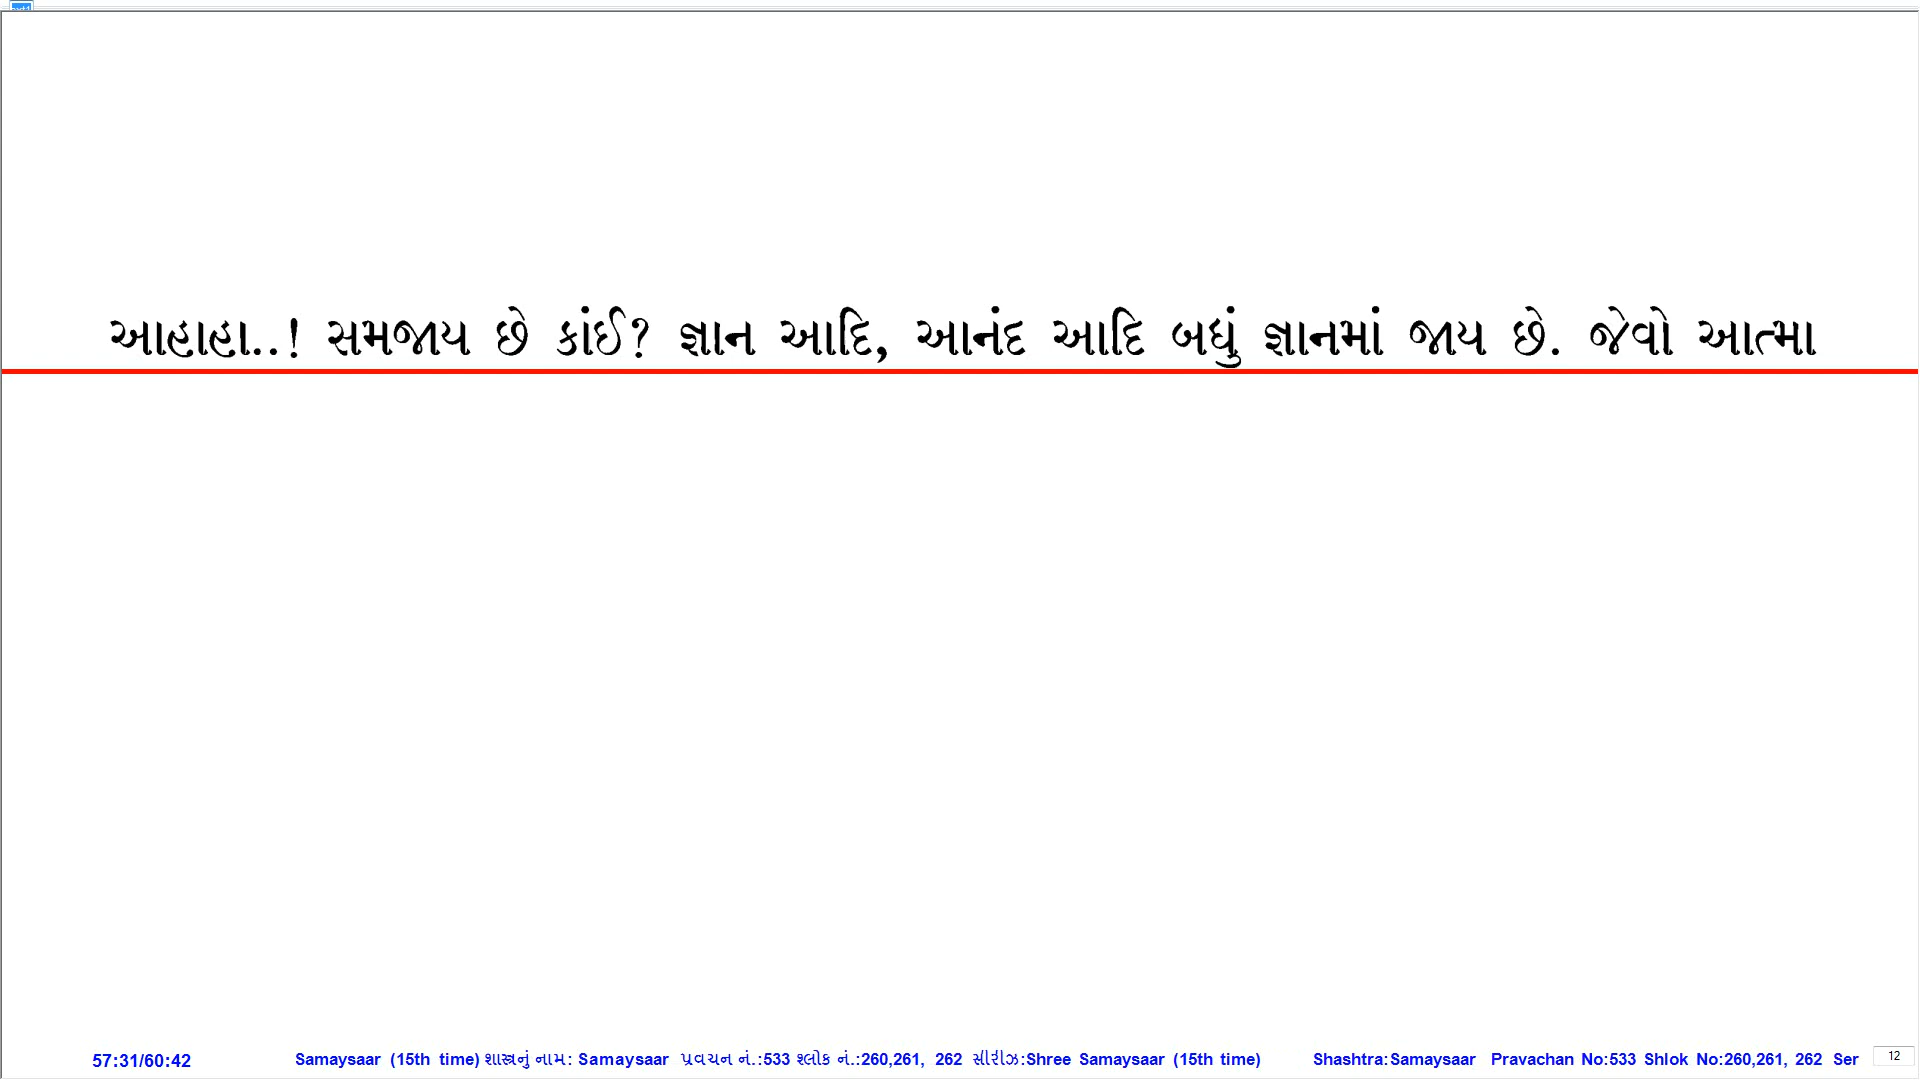 આહાહા..! સમજાય છે કાંઈ? જ્ઞાન આદિ, આનંદ આદિ બધું જ્ઞાનમાં જાય છે. જેવો આત્મા
57:31/60:42 Samaysaar (15th time) શાસ્ત્રનું નામ: Samaysaar પ્રવચન નં.:533 શ્લોક નં.:260,261, 262 સીરીઝ:Shree Samaysaar (15th time) Shashtra:Samaysaar Pravachan No:533 Shlok No:260,261, 262 Ser 12